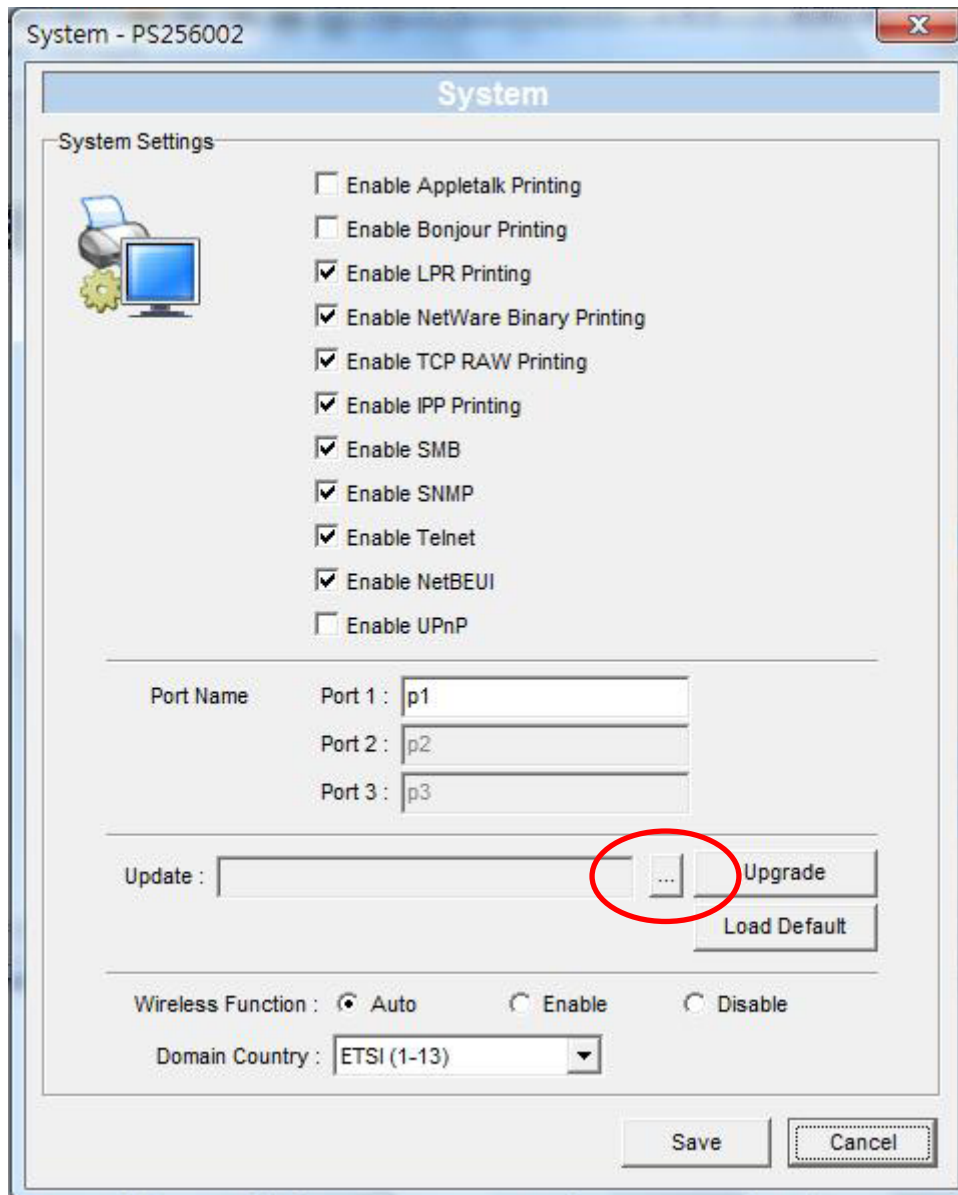 System - PS256002
System
System Settings
Enable Appletalk Printing
Enable Bonjour Printing
Enable LPR Printing
Enable NetWare Binary Printing
Enable TCP RAW Printing
Enable IPP Printing
Enable SMB
Enable SNMP
Enable Telnet
Enable NetBEUI
Enable UPnP
Port Name Port 1 : p1
Port 2 : p2
Port 3 : p3
Update : ... Upgrade
Load Default
Wireless Function : Auto Enable Disable
Domain Country : ETSI (1-13)
Save Cancel